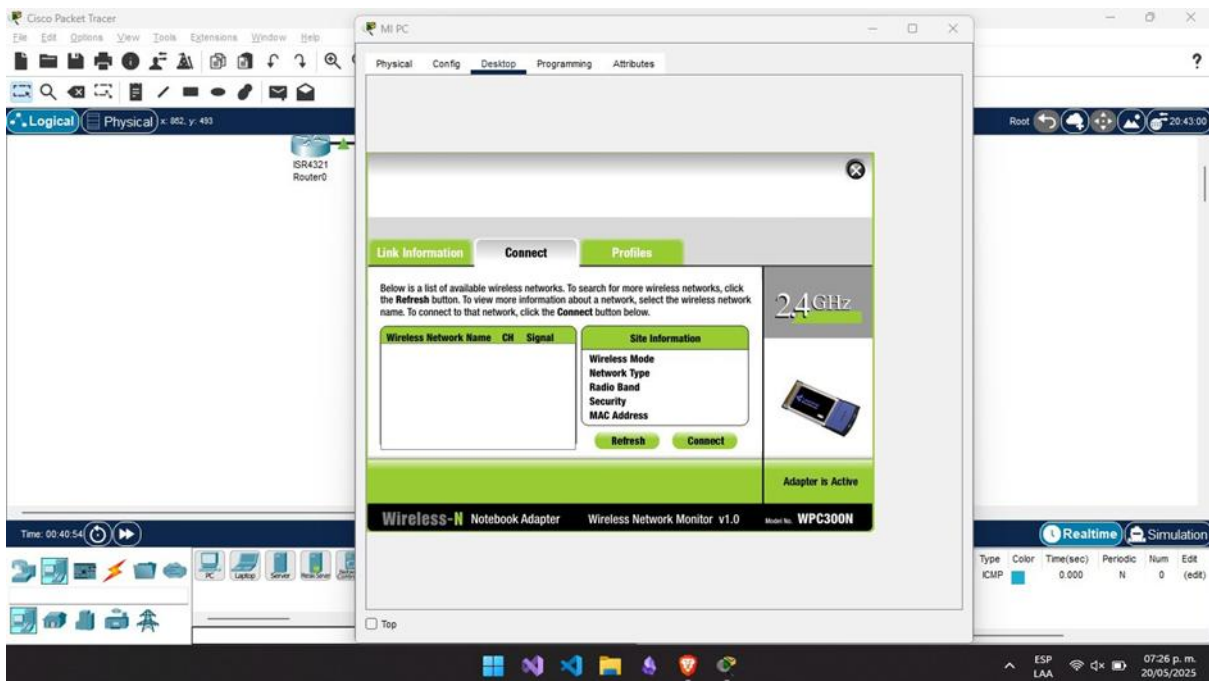 Cisco Packet Tracer
File Edit Options View Tools Extensions Window Help
?
Logical Physical x: 862, y: 493
Root 20:43:00
ISR4321
Router0
MI PC
Physical Config Desktop Programming Attributes
Link Information Connect Profiles
Below is a list of available wireless networks. To search for more wireless networks, click
the Refresh button. To view more information about a network, select the wireless network
name. To connect to that network, click the Connect button below.
2.4GHz
Wireless Network Name CH Signal
Site Information
Wireless Mode
Network Type
Radio Band
Security
MAC Address
Refresh Connect
Adapter is Active
Wireless-N Notebook Adapter Wireless Network Monitor v1.0 Model No. WPC300N
Top
Time: 00:40:54
Realtime Simulation
PC Laptop Server
Type Color Time(sec) Periodic Num Edit
ICMP 0.000 N 0 (edit)
ESP
LAA
07:26 p. m.
20/05/2025